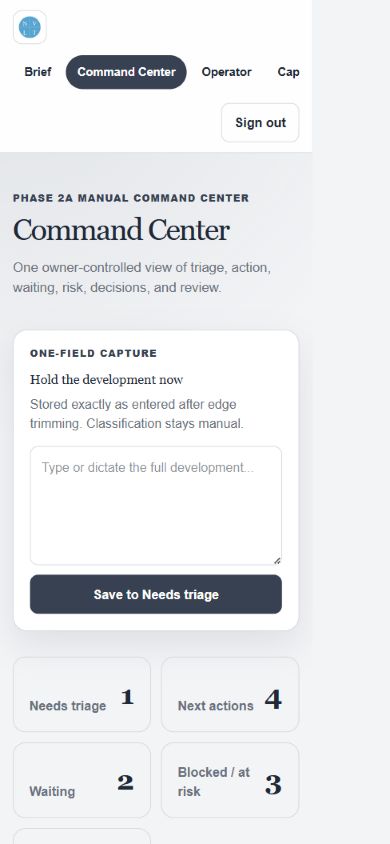 S V
L T
Brief Command Center Operator Cap
Sign out
PHASE 2A MANUAL COMMAND CENTER
Command Center
One owner-controlled view of triage, action,
waiting, risk, decisions, and review.
ONE-FIELD CAPTURE
Hold the development now
Stored exactly as entered after edge
trimming. Classification stays manual.
Type or dictate the full development...
Save to Needs triage
Needs triage 1
Next actions 4
Waiting 2
Blocked / at
risk 3